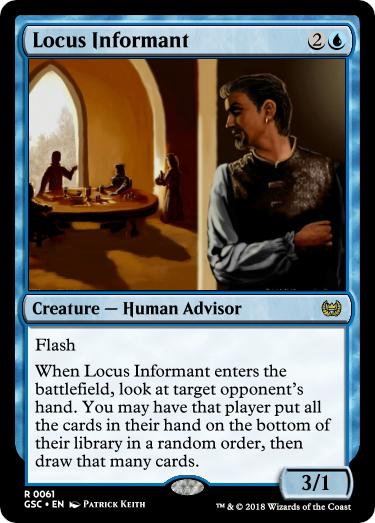 Locus Informant 2
Creature — Human Advisor
Flash
When Locus Informant enters the
battlefield, look at target opponent's
hand. You may have that player put all
the cards in their hand on the bottom of
their library in a random order, then
draw that many cards.
3/1
R 0061
GSC • EN Patrick Keith
™ & © 2018 Wizards of the Coast